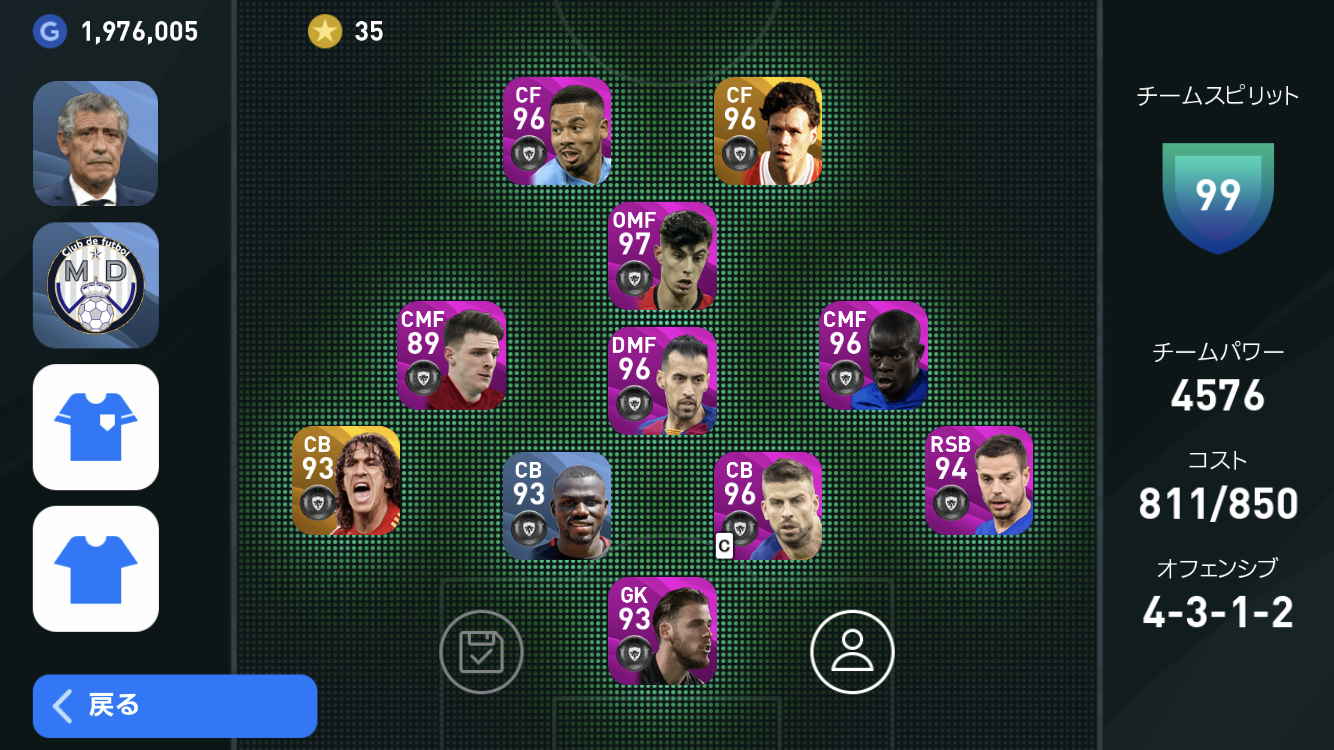 G 1,976,005
35
Club de futbol
M D
戻る
CF
96
CF
96
OMF
97
CMF
89
DMF
96
CMF
96
CB
93
CB
93
CB
96
C
RSB
94
GK
93
チームスピリット
99
チームパワー
4576
コスト
811/850
オフェンシブ
4-3-1-2